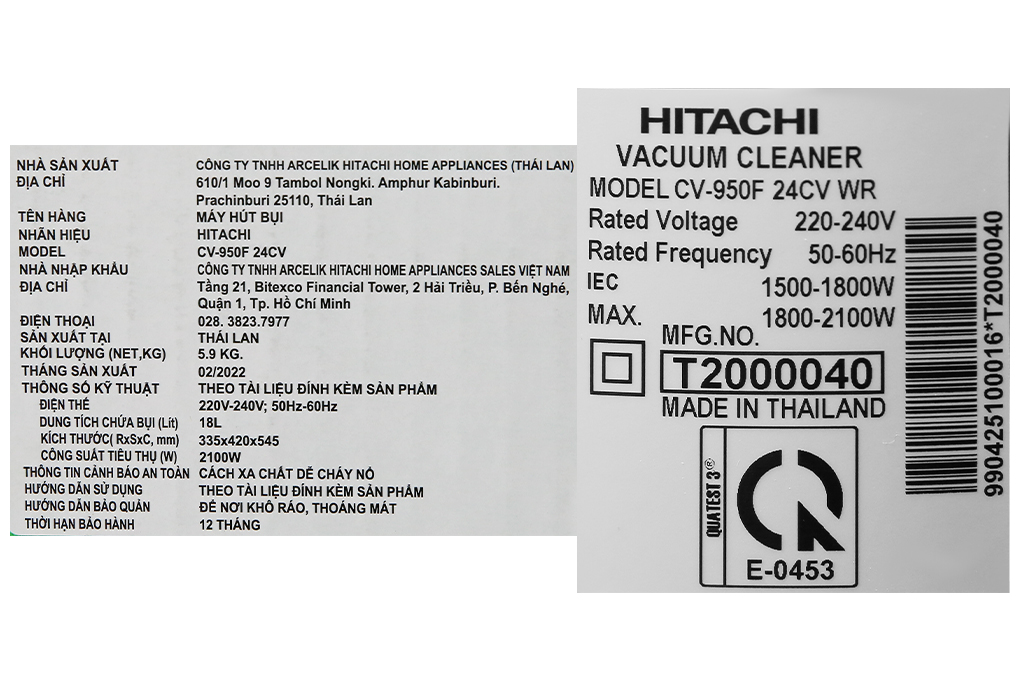 NHÀ SẢN XUẤT CÔNG TY TNHH ARCELIK HITACHI HOME APPLIANCES (THÁI LAN)
ĐỊA CHỈ 610/1 Moo 9 Tambol Nongki. Amphur Kabinburi.
Prachinburi 25110, Thái Lan
TÊN HÀNG MÁY HÚT BỤI
NHÃN HIỆU HITACHI
MODEL CV-950F 24CV
NHÀ NHẬP KHẨU CÔNG TY TNHH ARCELIK HITACHI HOME APPLIANCES SALES VIỆT NAM
ĐỊA CHỈ Tầng 21, Bitexco Financial Tower, 2 Hải Triều, P. Bến Nghé,
Quận 1, Tp. Hồ Chí Minh
ĐIỆN THOẠI 028. 3823.7977
SẢN XUẤT TẠI THÁI LAN
KHỐI LƯỢNG (NET,KG) 5.9 KG.
THÁNG SẢN XUẤT 02/2022
THÔNG SỐ KỸ THUẬT THEO TÀI LIỆU ĐÍNH KÈM SẢN PHẨM
ĐIỆN THẾ 220V-240V; 50Hz-60Hz
DUNG TÍCH CHỨA BỤI (Lít) 18L
KÍCH THƯỚC( RxSxC, mm) 335x420x545
CÔNG SUẤT TIÊU THỤ (W) 2100W
THÔNG TIN CẢNH BÁO AN TOÀN CÁCH XA CHẤT DỄ CHÁY NỔ
HƯỚNG DẪN SỬ DỤNG THEO TÀI LIỆU ĐÍNH KÈM SẢN PHẨM
HƯỚNG DẪN BẢO QUẢN ĐỂ NƠI KHÔ RÁO, THOÁNG MÁT
THỜI HẠN BẢO HÀNH 12 THÁNG
HITACHI
VACUUM CLEANER
MODEL CV-950F 24CV WR
Rated Voltage 220-240V
Rated Frequency 50-60Hz
IEC 1500-1800W
MAX. 1800-2100W
MFG.NO.
T2000040
MADE IN THAILAND
QUATEST 3®
CR
E-0453
990425100016*T2000040